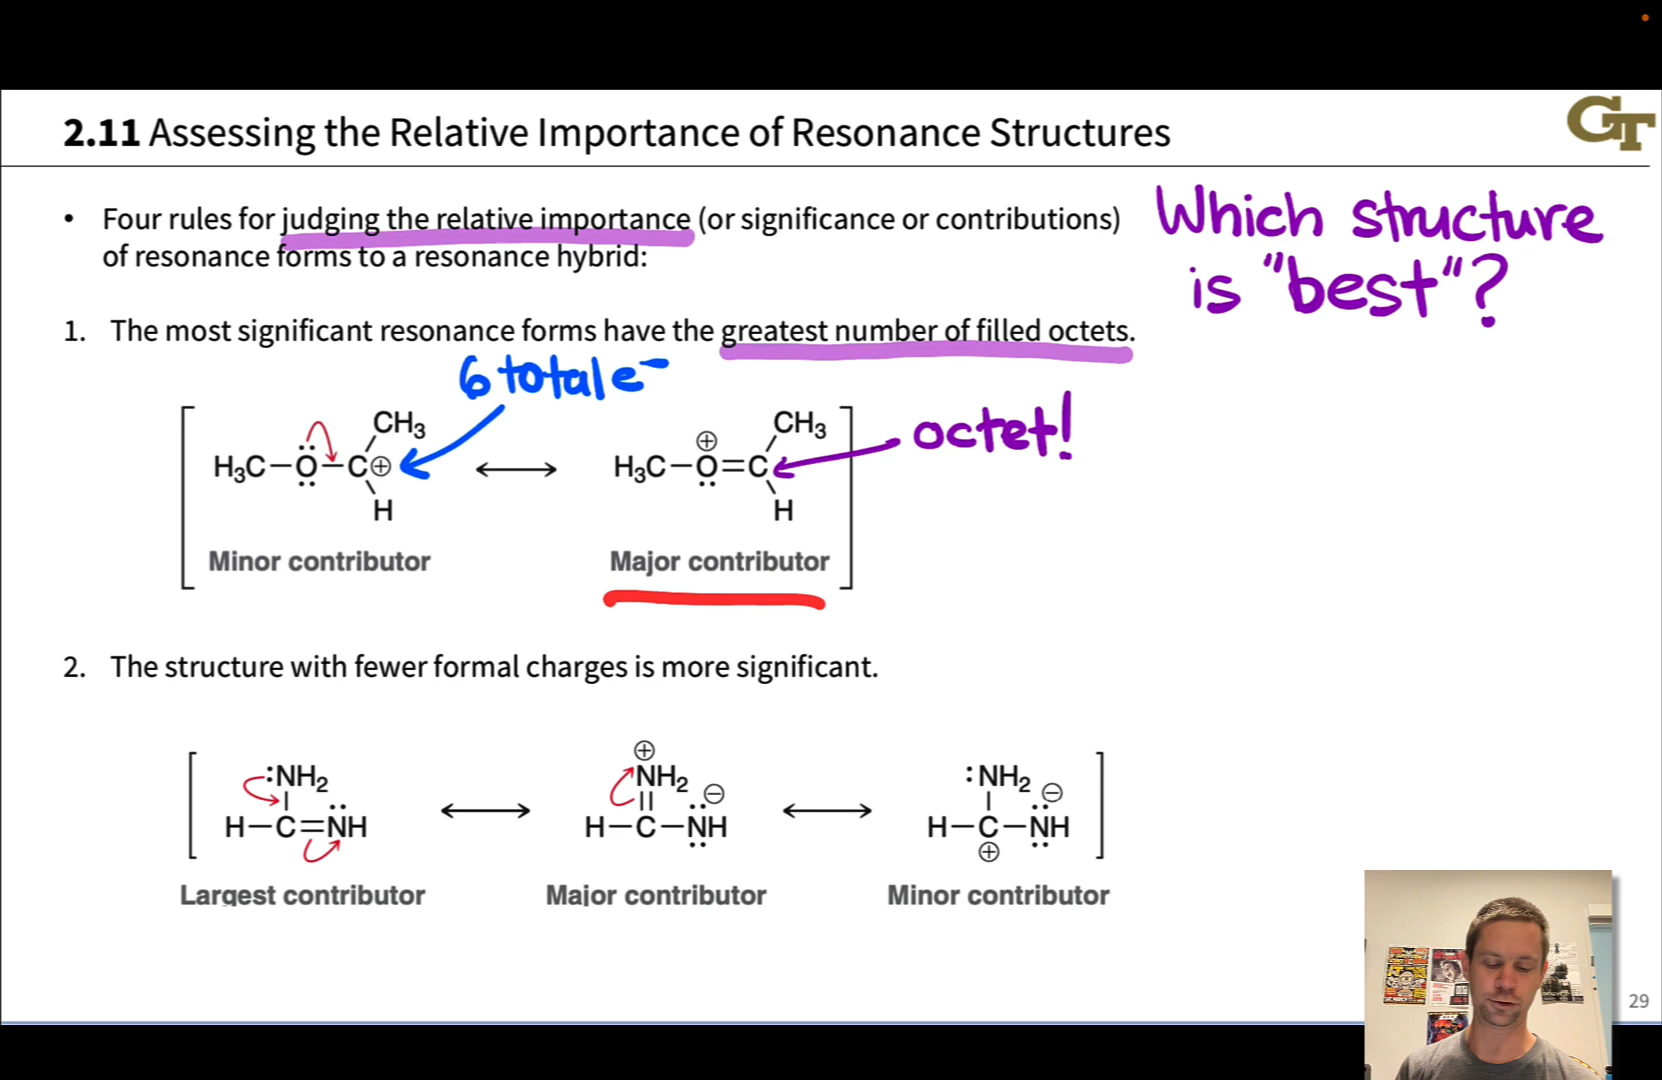 2.11 Assessing the Relative Importance of Resonance Structures
GT
• Four rules for judging the relative importance (or significance or contributions)
of resonance forms to a resonance hybrid:
Which structure
is "best"?
1. The most significant resonance forms have the greatest number of filled octets.
6 total e⁻
octet!
CH₃
H₃C–Ö–C⊕
H
⊕
CH₃
H₃C–O=C
H
Minor contributor
Major contributor
2. The structure with fewer formal charges is more significant.
:NH₂
H–C=NH
⊕
NH₂ ⊖
H–C–NH
:NH₂ ⊖
H–C–NH
⊕
Largest contributor
Major contributor
Minor contributor
29